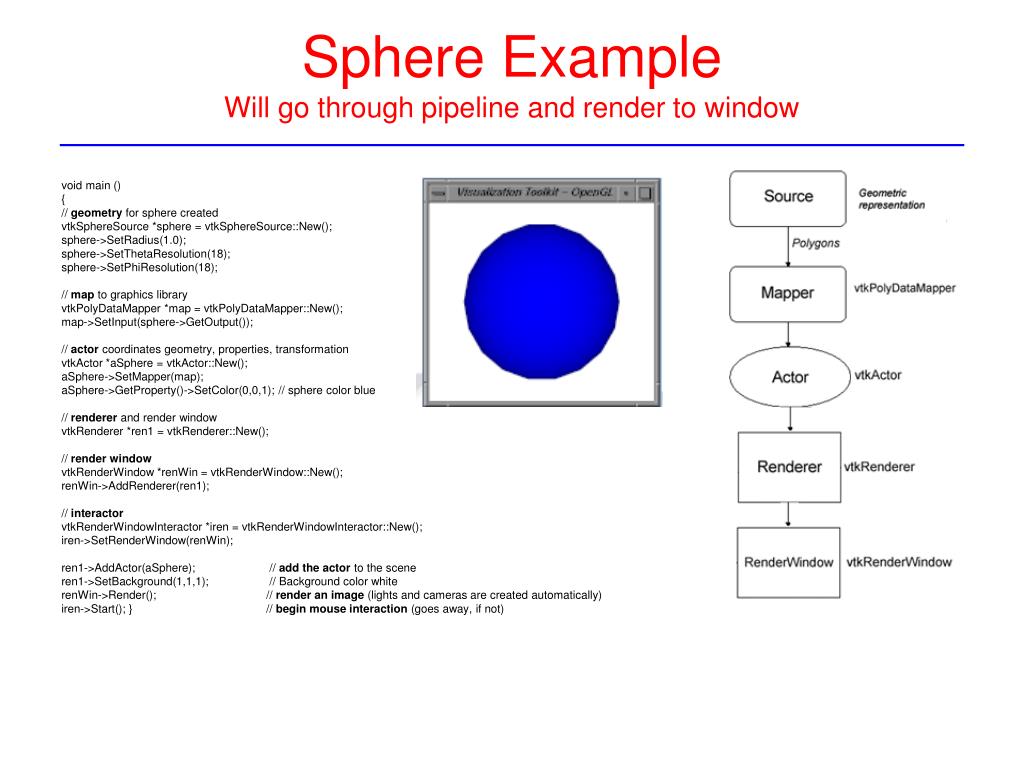 Sphere Example
Will go through pipeline and render to window
void main ()
{
// geometry for sphere created
vtkSphereSource *sphere = vtkSphereSource::New();
sphere->SetRadius(1.0);
sphere->SetThetaResolution(18);
sphere->SetPhiResolution(18);
// map to graphics library
vtkPolyDataMapper *map = vtkPolyDataMapper::New();
map->SetInput(sphere->GetOutput());
// actor coordinates geometry, properties, transformation
vtkActor *aSphere = vtkActor::New();
aSphere->SetMapper(map);
aSphere->GetProperty()->SetColor(0,0,1); // sphere color blue
// renderer and render window
vtkRenderer *ren1 = vtkRenderer::New();
// render window
vtkRenderWindow *renWin = vtkRenderWindow::New();
renWin->AddRenderer(ren1);
// interactor
vtkRenderWindowInteractor *iren = vtkRenderWindowInteractor::New();
iren->SetRenderWindow(renWin);
ren1->AddActor(aSphere); // add the actor to the scene
ren1->SetBackground(1,1,1); // Background color white
renWin->Render(); // render an image (lights and cameras are created automatically)
iren->Start(); } // begin mouse interaction (goes away, if not)
Visualization Toolkit – OpenGL
Source
Geometric
representation
Polygons
Mapper
vtkPolyDataMapper
Actor
vtkActor
Renderer
vtkRenderer
RenderWindow
vtkRenderWindow